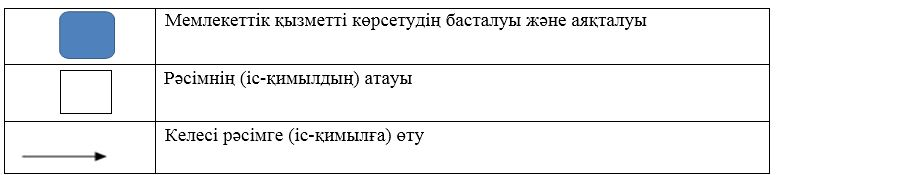 Мемлекеттік қызметті көрсетудің басталуы және аяқталуы
Рәсімнің (іс-қимылдың) атауы
Келесі рәсімге (іс-қимылға) өту